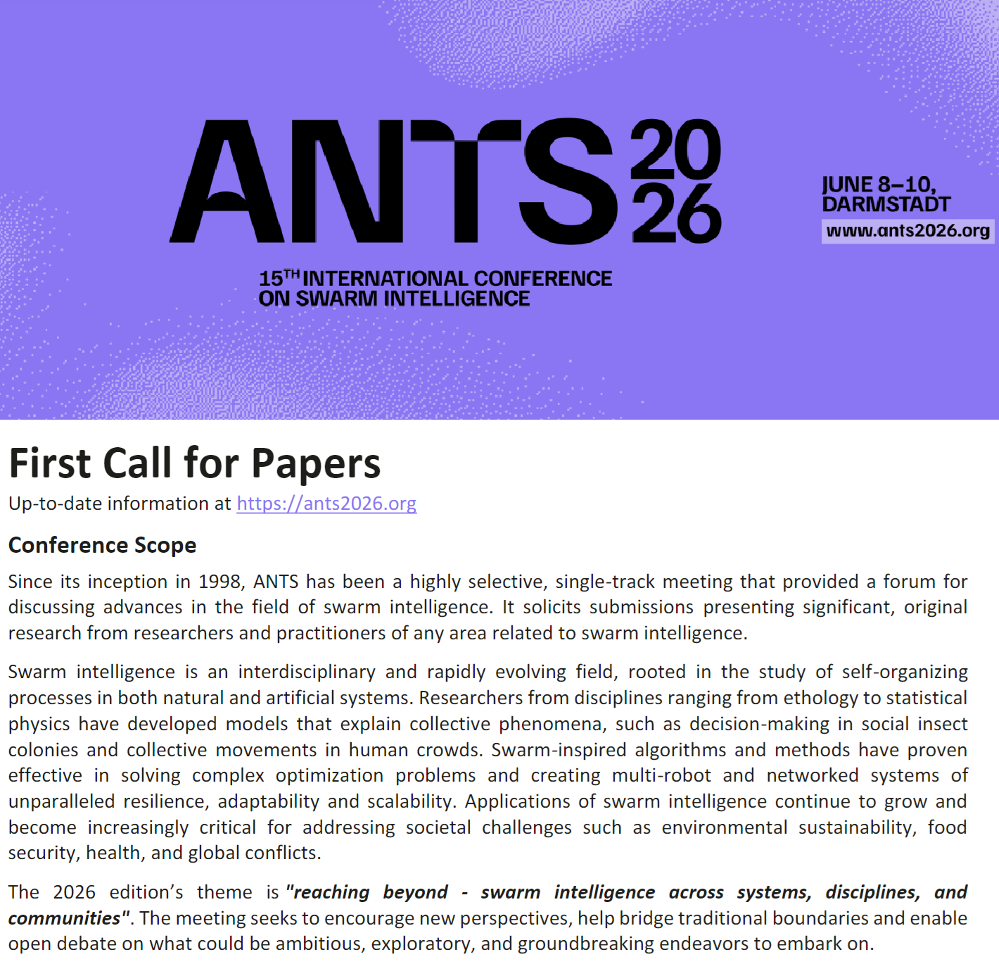 ANTS 2026
JUNE 8–10,
DARMSTADT
www.ants2026.org
15TH INTERNATIONAL CONFERENCE
ON SWARM INTELLIGENCE
First Call for Papers
Up-to-date information at https://ants2026.org
Conference Scope
Since its inception in 1998, ANTS has been a highly selective, single-track meeting that provided a forum for
discussing advances in the field of swarm intelligence. It solicits submissions presenting significant, original
research from researchers and practitioners of any area related to swarm intelligence.
Swarm intelligence is an interdisciplinary and rapidly evolving field, rooted in the study of self-organizing
processes in both natural and artificial systems. Researchers from disciplines ranging from ethology to statistical
physics have developed models that explain collective phenomena, such as decision-making in social insect
colonies and collective movements in human crowds. Swarm-inspired algorithms and methods have proven
effective in solving complex optimization problems and creating multi-robot and networked systems of
unparalleled resilience, adaptability and scalability. Applications of swarm intelligence continue to grow and
become increasingly critical for addressing societal challenges such as environmental sustainability, food
security, health, and global conflicts.
The 2026 edition’s theme is "reaching beyond - swarm intelligence across systems, disciplines, and
communities". The meeting seeks to encourage new perspectives, help bridge traditional boundaries and enable
open debate on what could be ambitious, exploratory, and groundbreaking endeavors to embark on.